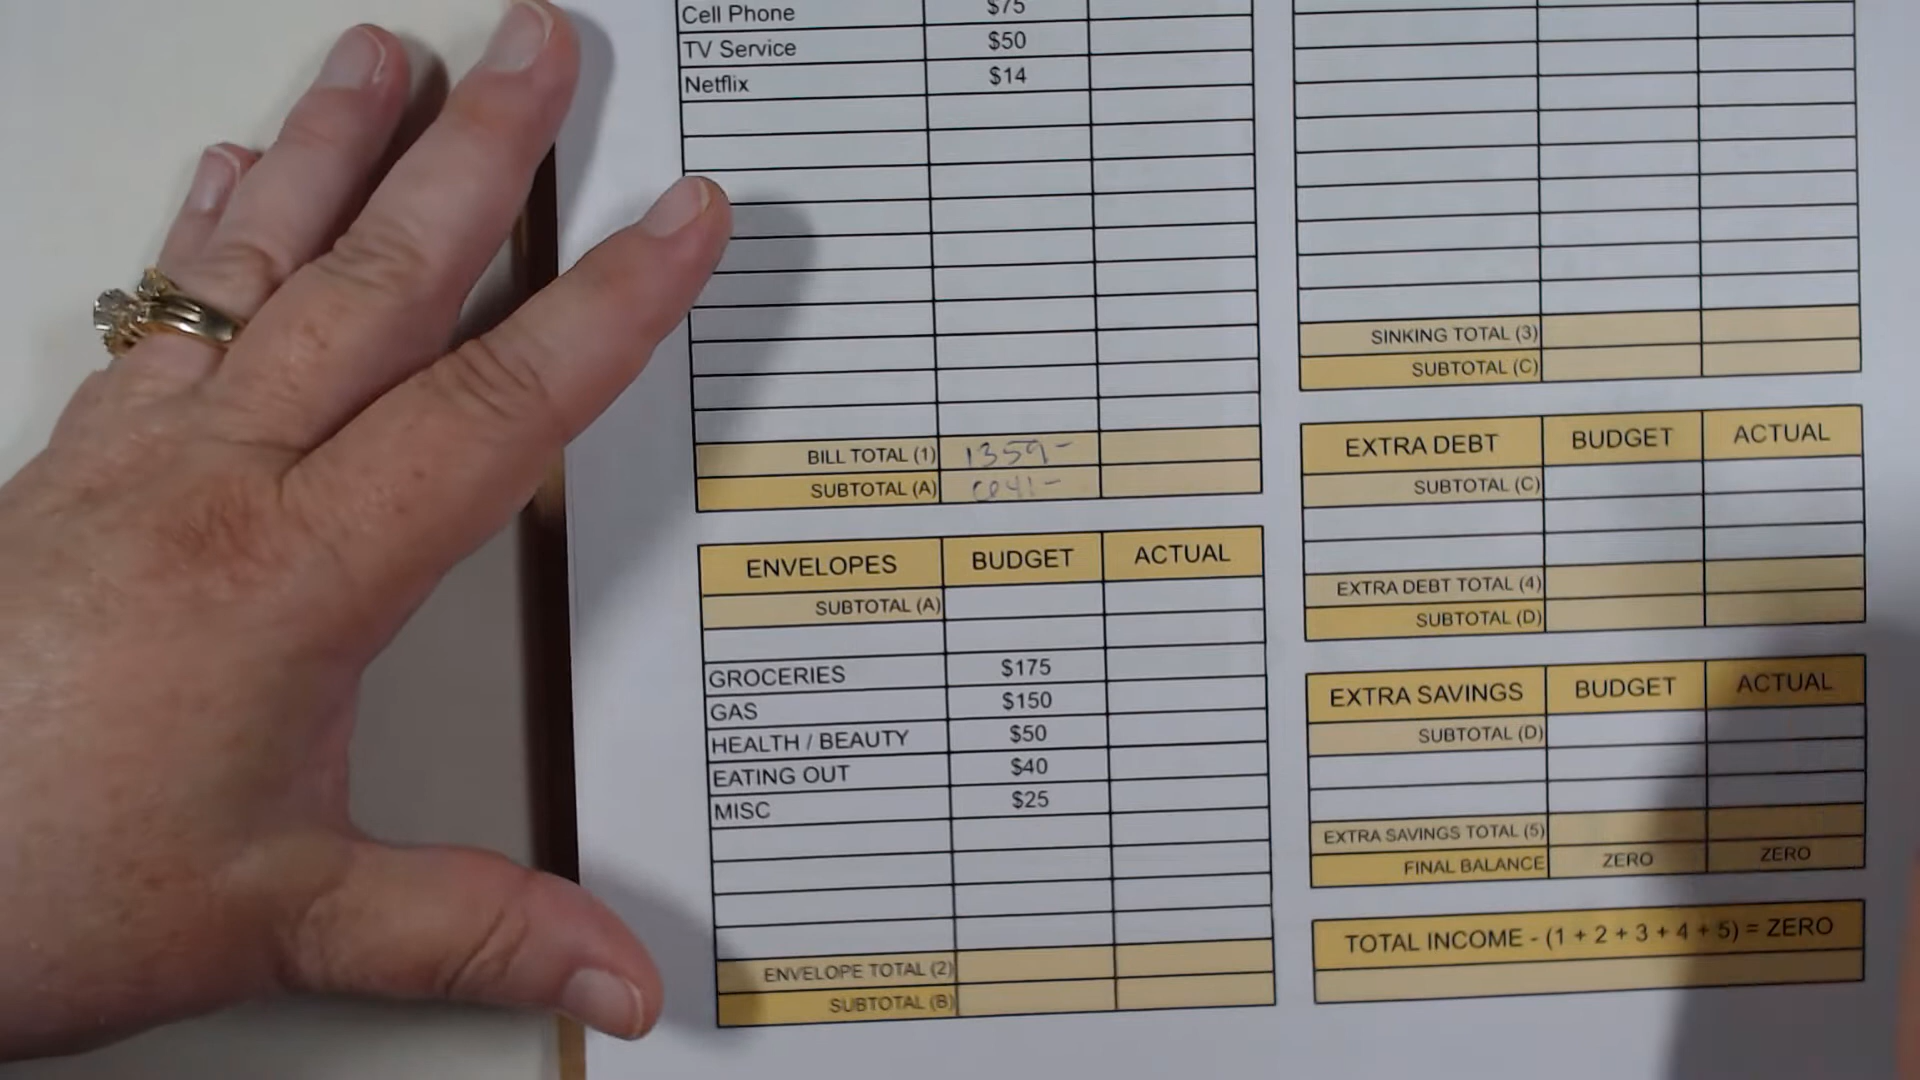 Cell Phone $75
TV Service $50
Netflix $14
BILL TOTAL (1) 1359-
SUBTOTAL (A) 641-
ENVELOPES BUDGET ACTUAL
SUBTOTAL (A)
GROCERIES $175
GAS $150
HEALTH / BEAUTY $50
EATING OUT $40
MISC $25
ENVELOPE TOTAL (2)
SUBTOTAL (B)
SINKING TOTAL (3)
SUBTOTAL (C)
EXTRA DEBT BUDGET ACTUAL
SUBTOTAL (C)
EXTRA DEBT TOTAL (4)
SUBTOTAL (D)
EXTRA SAVINGS BUDGET ACTUAL
SUBTOTAL (D)
EXTRA SAVINGS TOTAL (5)
FINAL BALANCE ZERO ZERO
TOTAL INCOME - (1 + 2 + 3 + 4 + 5) = ZERO